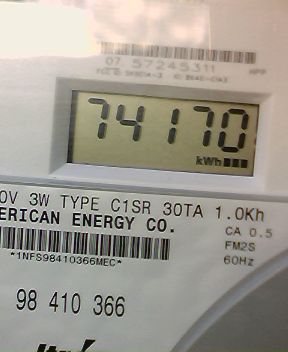 07 57245311
74170
kWh
0V 3W TYPE C1SR 30TA 1.0Kh
ERICAN ENERGY CO.
CA 0.5
FM2S
60Hz
*1NFS98410366MEC*
98 410 366